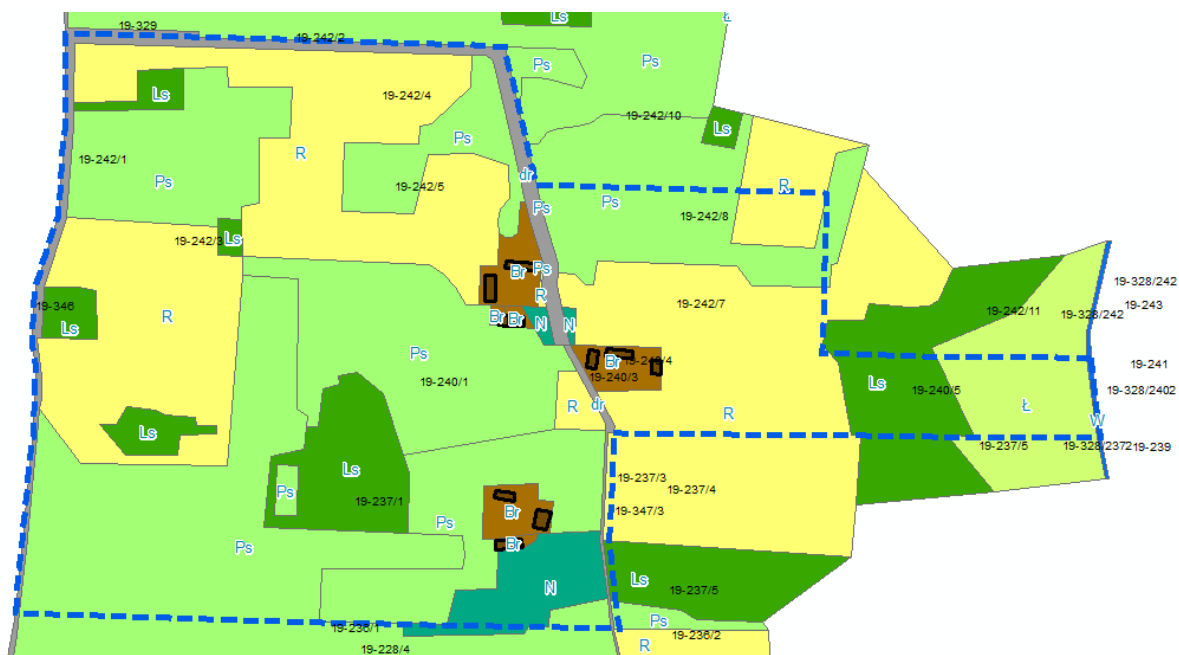 Ls
Ł
19-329
19-242/2
Ps
Ps
Ls
19-242/4
19-242/10
Ls
R
Ps
19-242/1
Ps
dr
19-242/5
R
Ps
Ps
19-242/8
19-242/3
Ls
Br
Ps
19-328/242
19-346
R
19-242/7
19-243
19-242/11
19-328/242
Ls
R
Br
Br
N
N
Ps
Br
19-240/4
19-241
19-240/1
19-240/3
Ls
19-240/5
19-328/2402
R
dr
R
Ł
W
Ls
19-237/5
19-328/2372
19-239
Ls
19-237/3
19-237/4
Ps
19-237/1
Br
19-347/3
Ps
Ps
Br
N
Ls
19-237/5
19-236/1
Ps
19-236/2
19-228/4
R